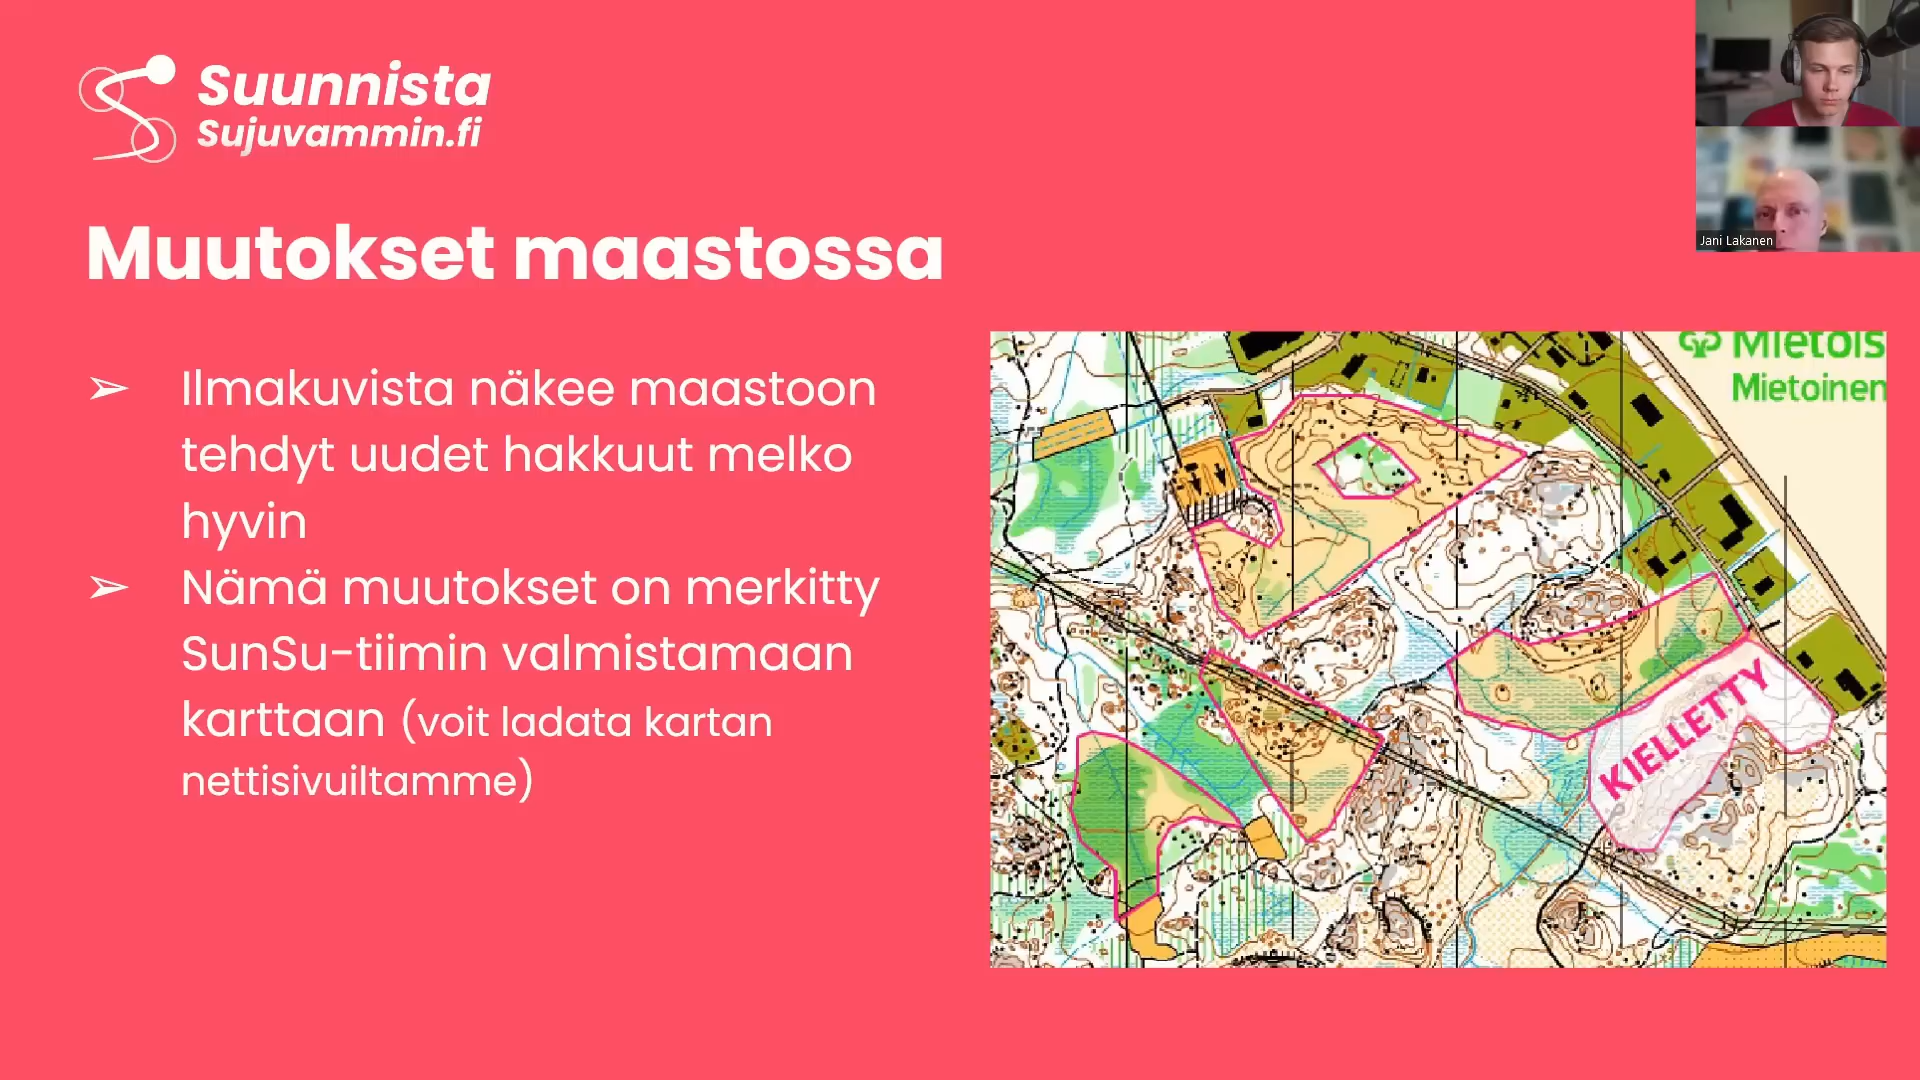 Suunnista
Sujuvammin.fi
Jani Lakanen
Muutokset maastossa
➢ Ilmakuvista näkee maastoon
tehdyt uudet hakkuut melko
hyvin
➢ Nämä muutokset on merkitty
SunSu-tiimin valmistamaan
karttaan (voit ladata kartan
nettisivuiltamme)
Mietois
Mietoinen
KIELLETTY